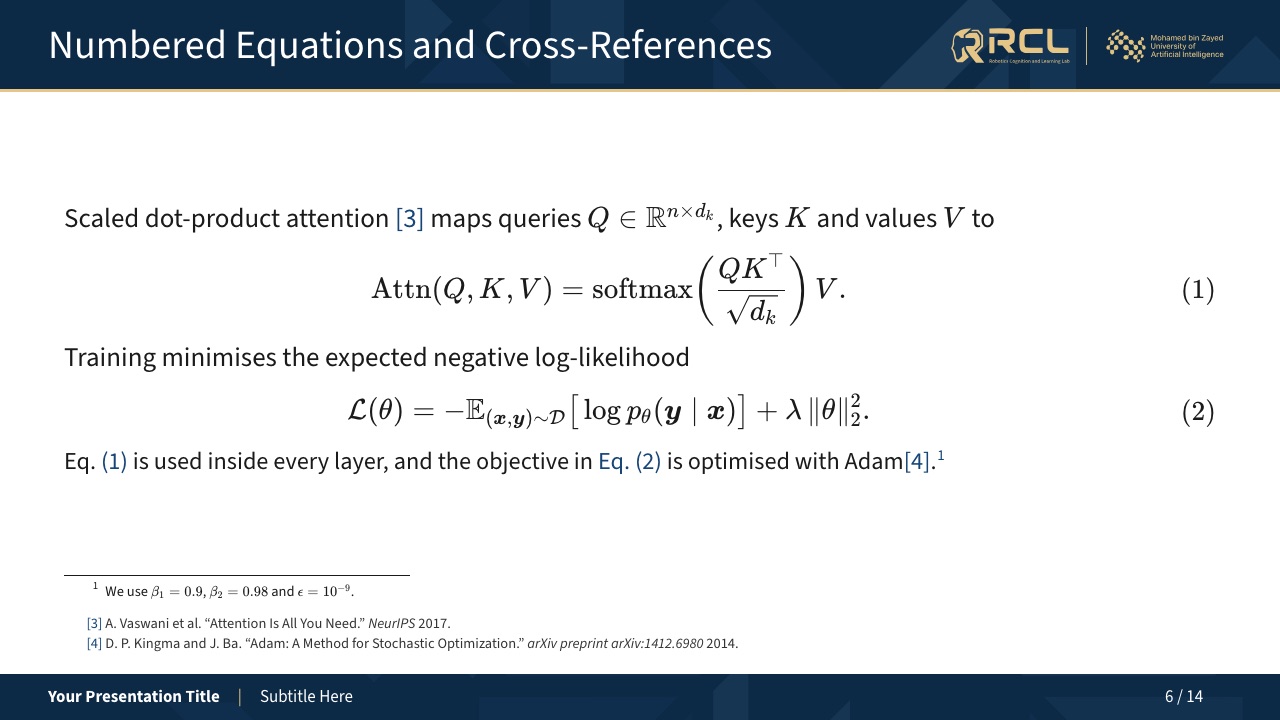 Numbered Equations and Cross-References
RCL
Robotics Cognition and Learning Lab
Mohamed bin Zayed
University of
Artificial Intelligence
Scaled dot-product attention [3] maps queries Q ∈ ℝ^{n×d_k}, keys K and values V to
Attn(Q, K, V) = softmax(QK^⊤ / √d_k) V. (1)
Training minimises the expected negative log-likelihood
ℒ(θ) = −𝔼_{(x,y)∼𝒟}[log p_θ(y | x)] + λ ‖θ‖₂². (2)
Eq. (1) is used inside every layer, and the objective in Eq. (2) is optimised with Adam[4].¹
¹ We use β₁ = 0.9, β₂ = 0.98 and ϵ = 10⁻⁹.
[3] A. Vaswani et al. “Attention Is All You Need.” NeurIPS 2017.
[4] D. P. Kingma and J. Ba. “Adam: A Method for Stochastic Optimization.” arXiv preprint arXiv:1412.6980 2014.
Your Presentation Title | Subtitle Here
6 / 14